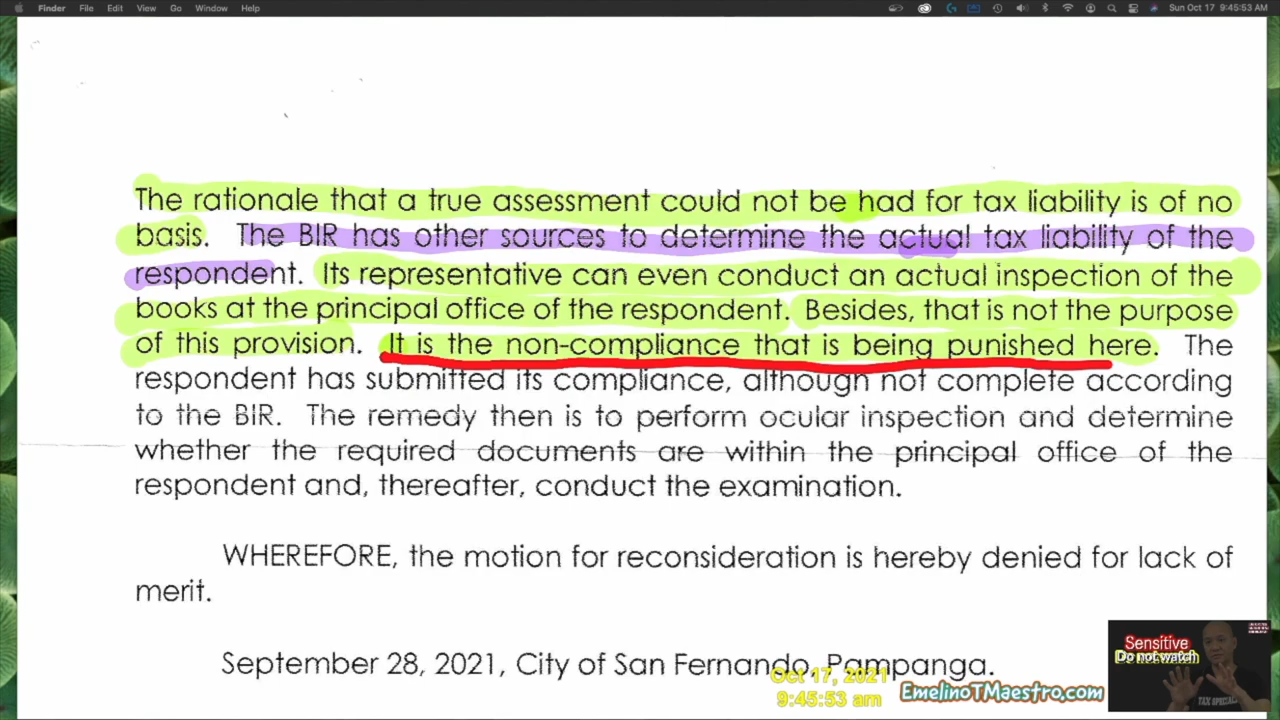 Finder File Edit View Go Window Help Sun Oct 17 9:45:53 AM
The rationale that a true assessment could not be had for tax liability is of no
basis. The BIR has other sources to determine the actual tax liability of the
respondent. Its representative can even conduct an actual inspection of the
books at the principal office of the respondent. Besides, that is not the purpose
of this provision. It is the non-compliance that is being punished here. The
respondent has submitted its compliance, although not complete according
to the BIR. The remedy then is to perform ocular inspection and determine
whether the required documents are within the principal office of the
respondent and, thereafter, conduct the examination.
WHEREFORE, the motion for reconsideration is hereby denied for lack of
merit.
September 28, 2021, City of San Fernando, Pampanga.
Oct 17, 2021
9:45:53 am
EmelinoTMaestro.com
Sensitive
Do not watch